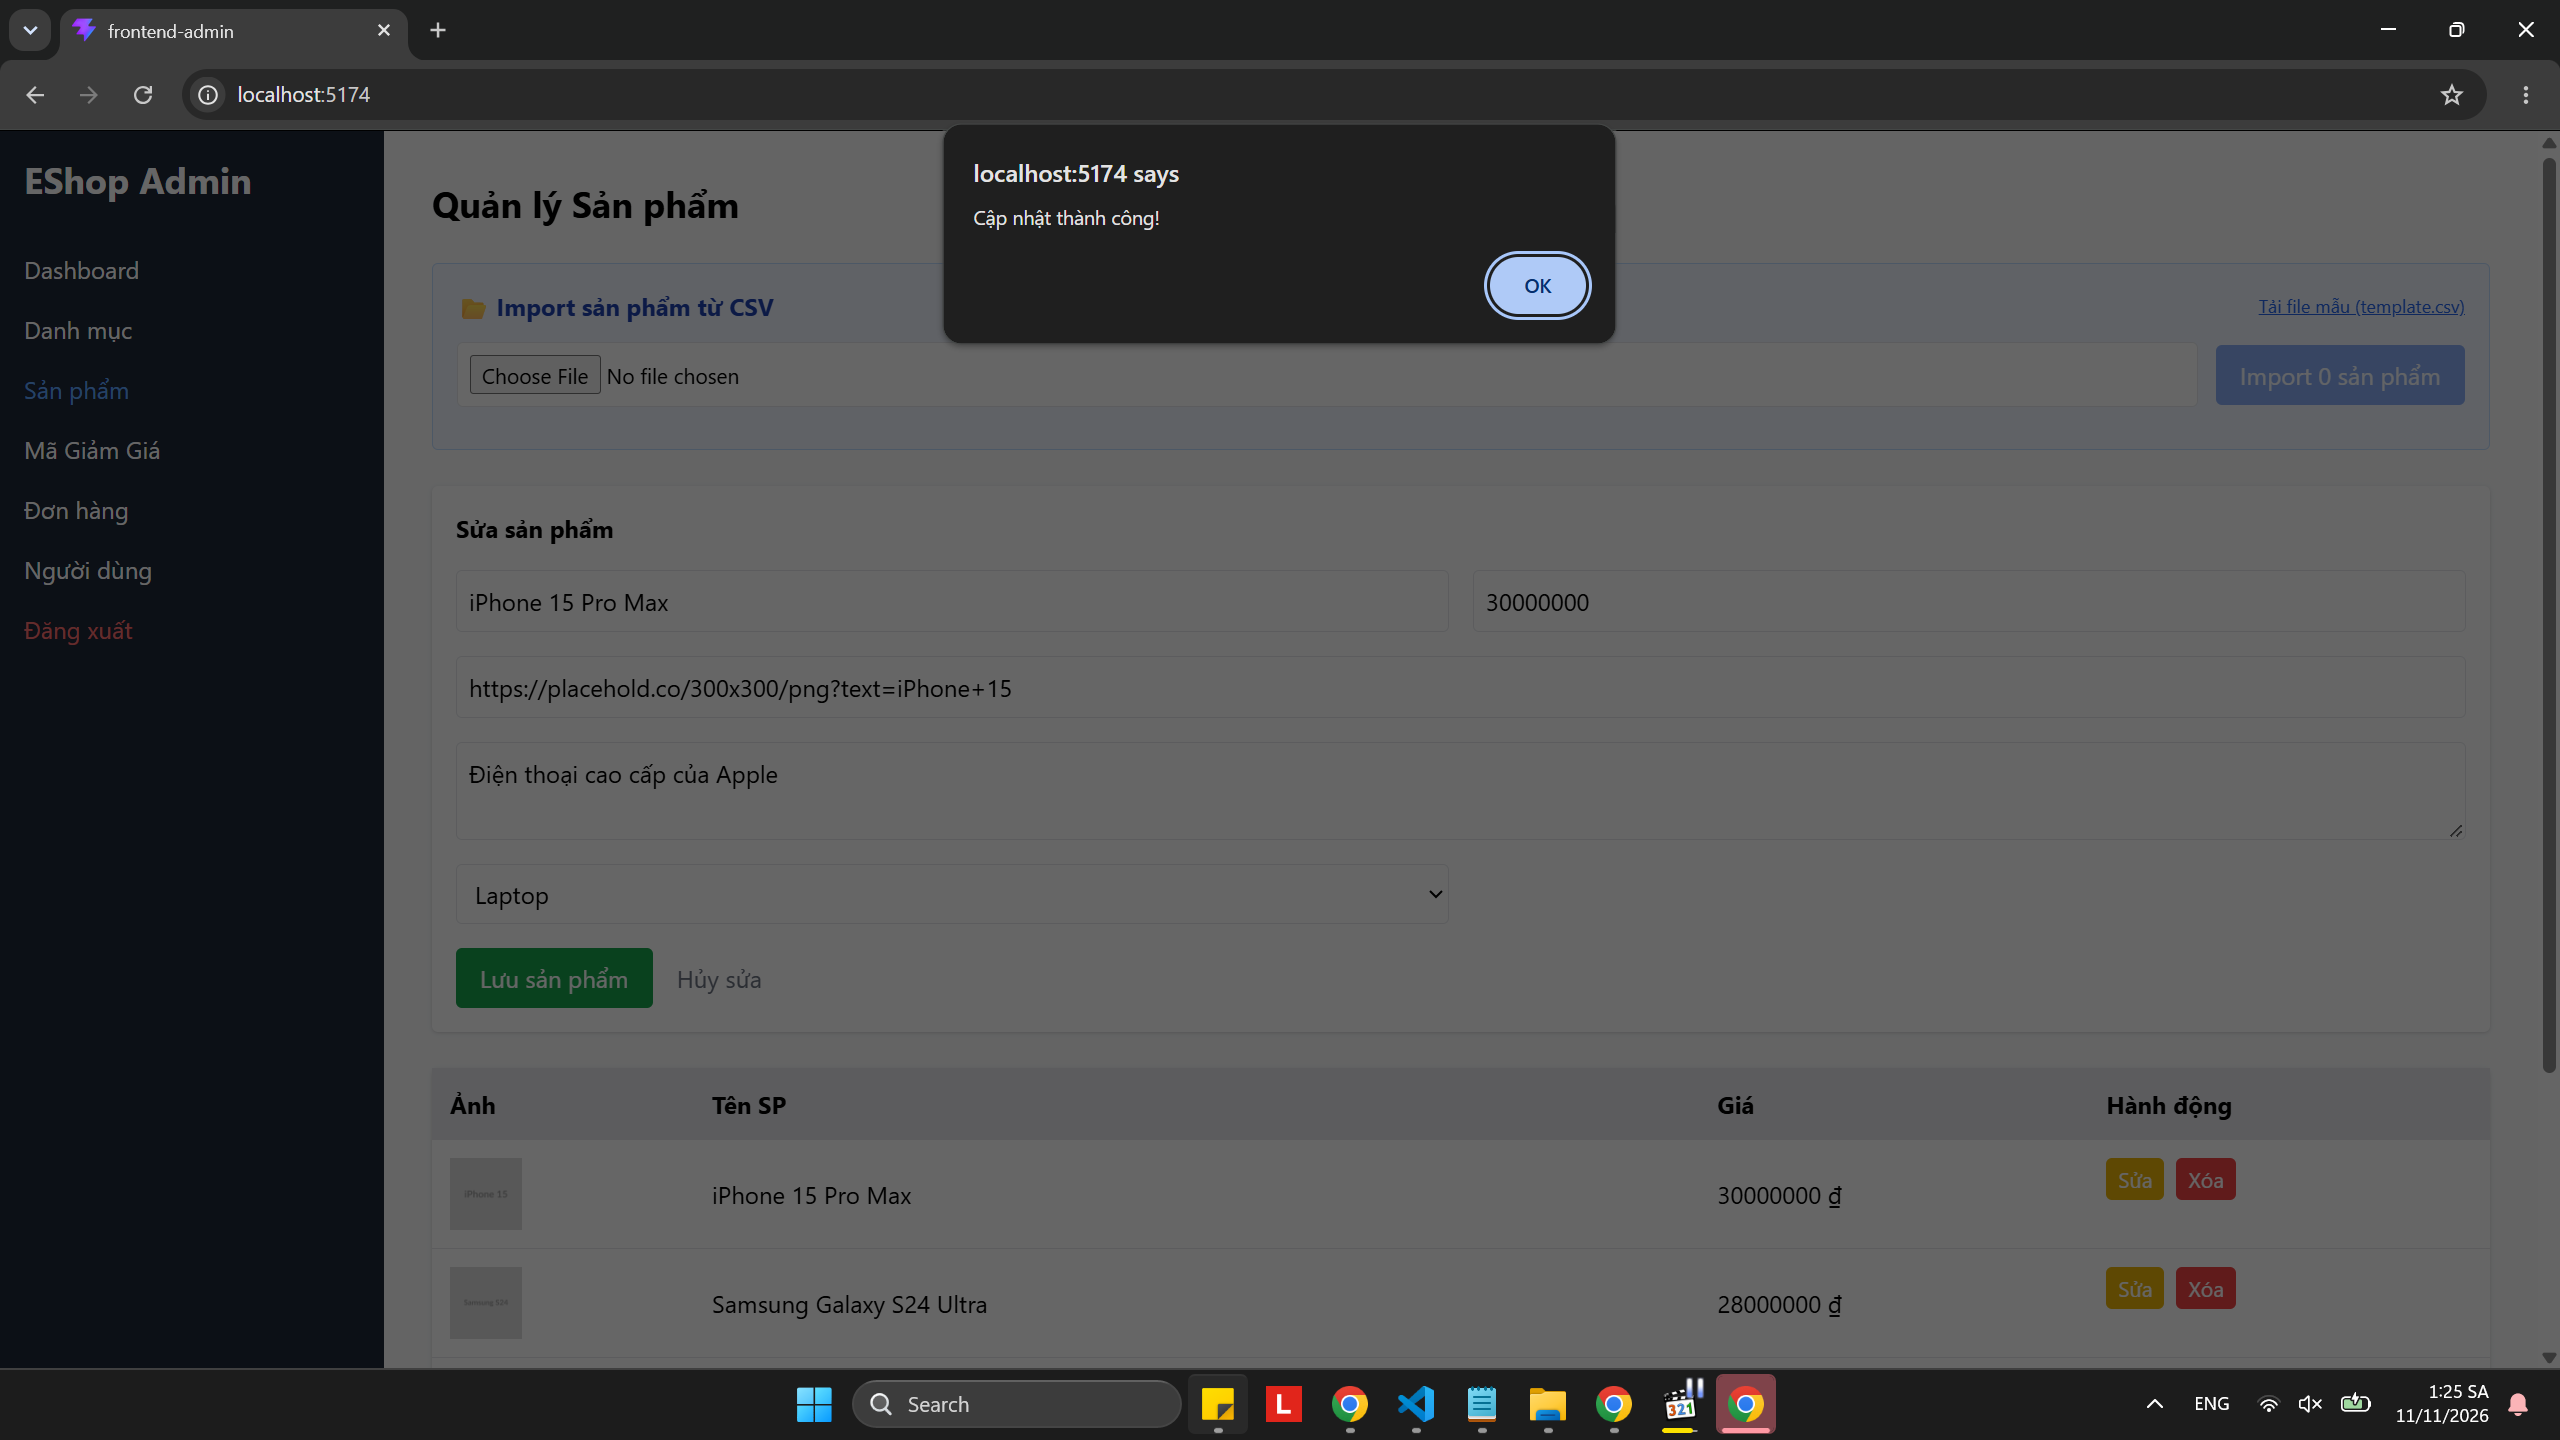 frontend-admin
localhost:5174
EShop Admin
Dashboard
Danh mục
Sản phẩm
Mã Giảm Giá
Đơn hàng
Người dùng
Đăng xuất
localhost:5174 says
Cập nhật thành công!
OK
Quản lý Sản phẩm
Import sản phẩm từ CSV
Tải file mẫu (template.csv)
Choose File No file chosen
Import 0 sản phẩm
Sửa sản phẩm
iPhone 15 Pro Max
30000000
https://placehold.co/300x300/png?text=iPhone+15
Điện thoại cao cấp của Apple
Laptop
Lưu sản phẩm
Hủy sửa
Ảnh Tên SP Giá Hành động
iPhone 15
iPhone 15 Pro Max
30000000 ₫
Sửa
Xóa
Samsung S24
Samsung Galaxy S24 Ultra
28000000 ₫
Sửa
Xóa
Search
L
321
ENG
1:25 SA
11/11/2026